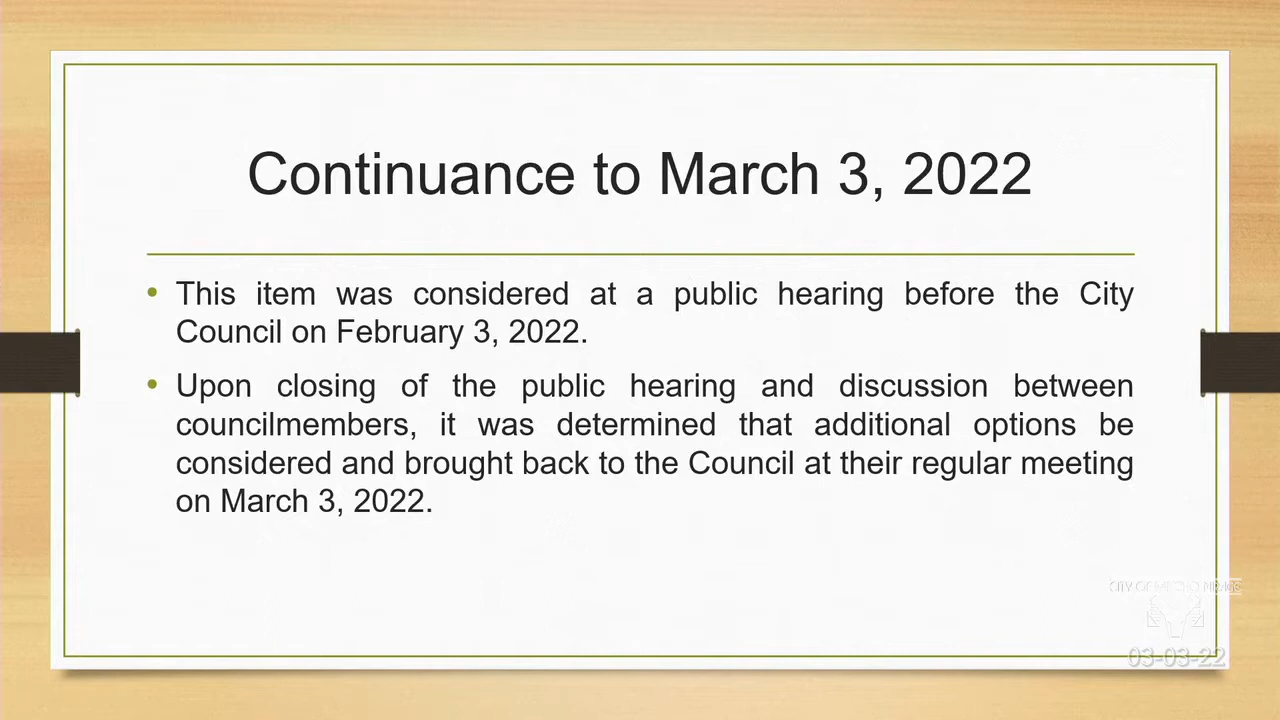 Continuance to March 3, 2022
• This item was considered at a public hearing before the City
Council on February 3, 2022.
• Upon closing of the public hearing and discussion between
councilmembers, it was determined that additional options be
considered and brought back to the Council at their regular meeting
on March 3, 2022.
CITY OF
03-03-22